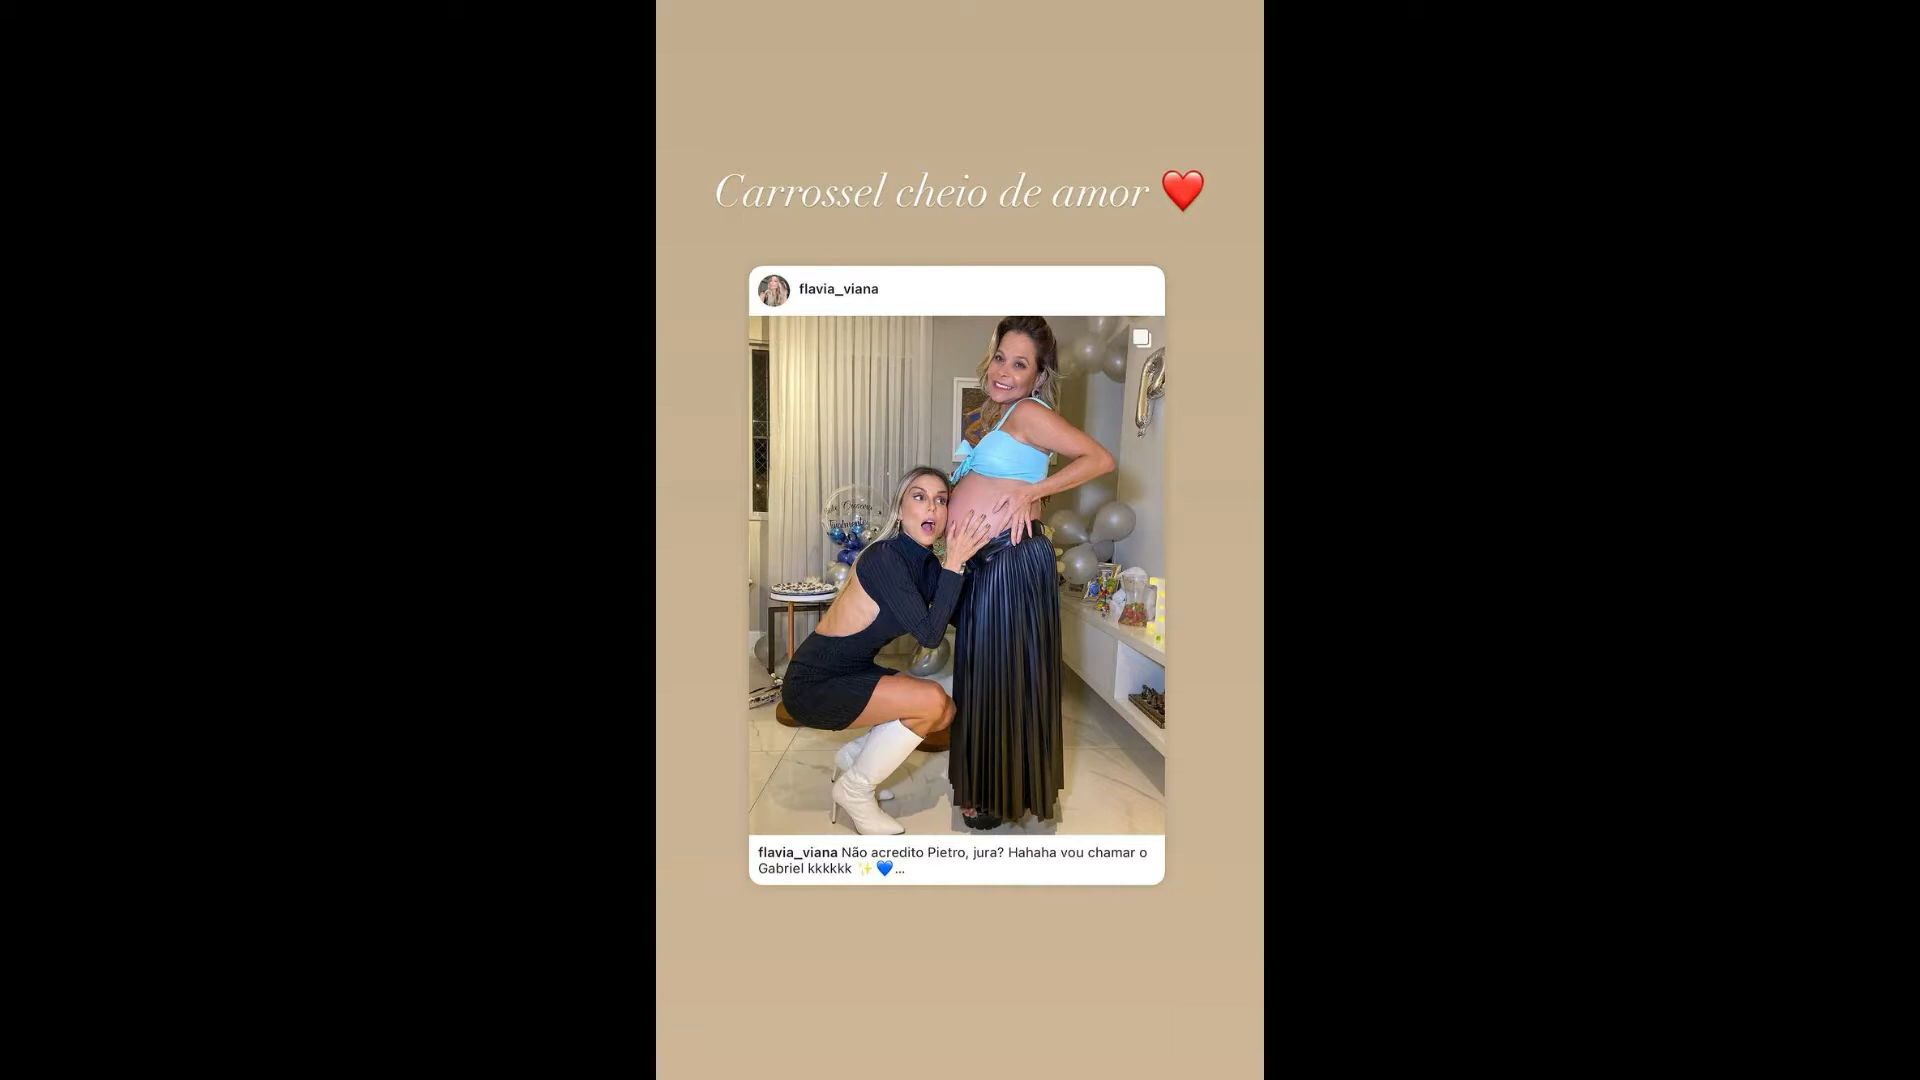 Carrossel cheio de amor ❤️
flavia_viana
P
flavia_viana Não acredito Pietro, jura? Hahaha vou chamar o
Gabriel kkkkkk ✨💙...